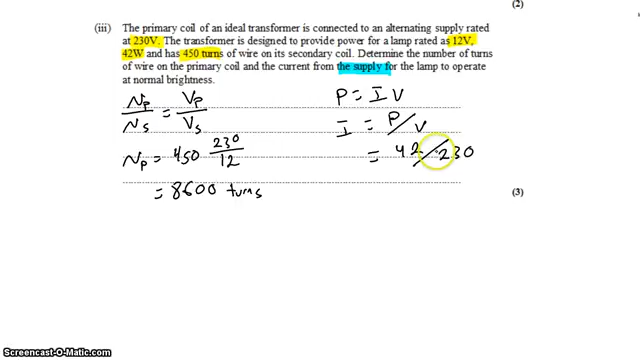 (2)
(iii) The primary coil of an ideal transformer is connected to an alternating supply rated
at 230V. The transformer is designed to provide power for a lamp rated as 12V,
42W and has 450 turns of wire on its secondary coil. Determine the number of turns
of wire on the primary coil and the current from the supply for the lamp to operate
at normal brightness.
Np/Ns = Vp/Vs
Np = 450 230/12
= 8600 turns
P = IV
I = P/V
= 42/230
(3)
Screencast-O-Matic.com